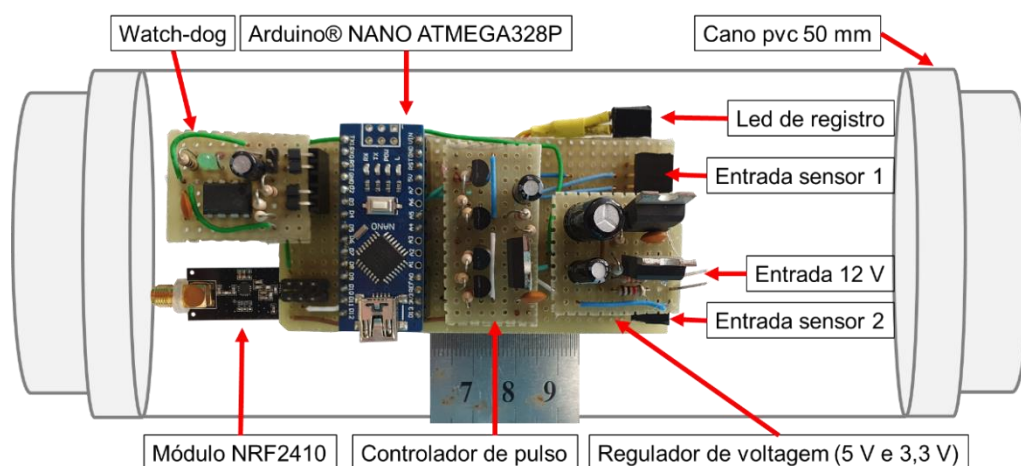 Watch-dog
Arduino® NANO ATMEGA328P
Cano pvc 50 mm
Led de registro
Entrada sensor 1
Entrada 12 V
Entrada sensor 2
NANO
7 8 9
Módulo NRF2410
Controlador de pulso
Regulador de voltagem (5 V e 3,3 V)